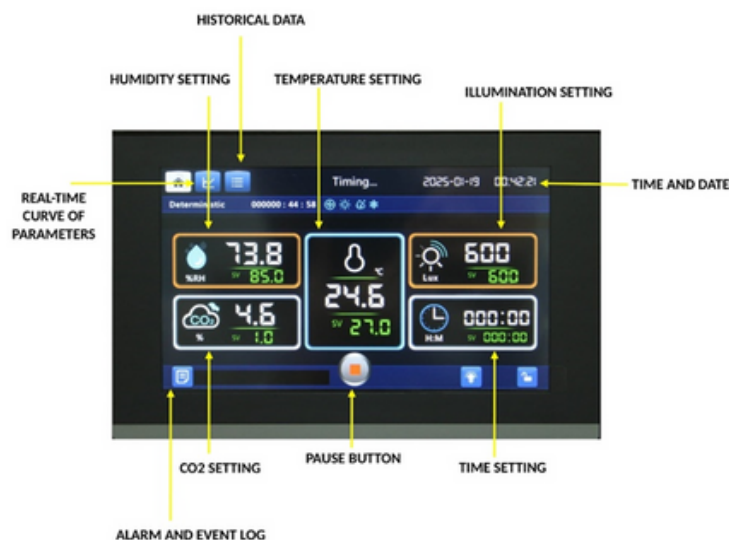 HISTORICAL DATA
HUMIDITY SETTING
TEMPERATURE SETTING
ILLUMINATION SETTING
Timing...
2025-01-19
00:42:21
TIME AND DATE
REAL-TIME
CURVE OF
PARAMETERS
Deterministic
000000 : 44 : 58
73.8
%RH
SV 85.0
°C
24.6
SV 27.0
600
Lux
SV 600
CO2
4.6
%
SV 1.0
000:00
H:M
SV 000:00
CO2 SETTING
PAUSE BUTTON
TIME SETTING
ALARM AND EVENT LOG